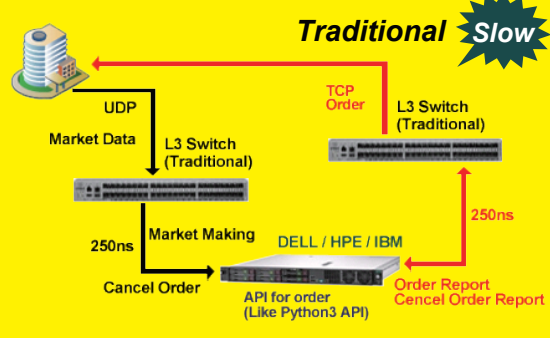 Traditional
Slow
UDP
Market Data
L3 Switch
(Traditional)
TCP
Order
L3 Switch
(Traditional)
250ns
Market Making
Cancel Order
DELL / HPE / IBM
API for order
(Like Python3 API)
250ns
Order Report
Cencel Order Report